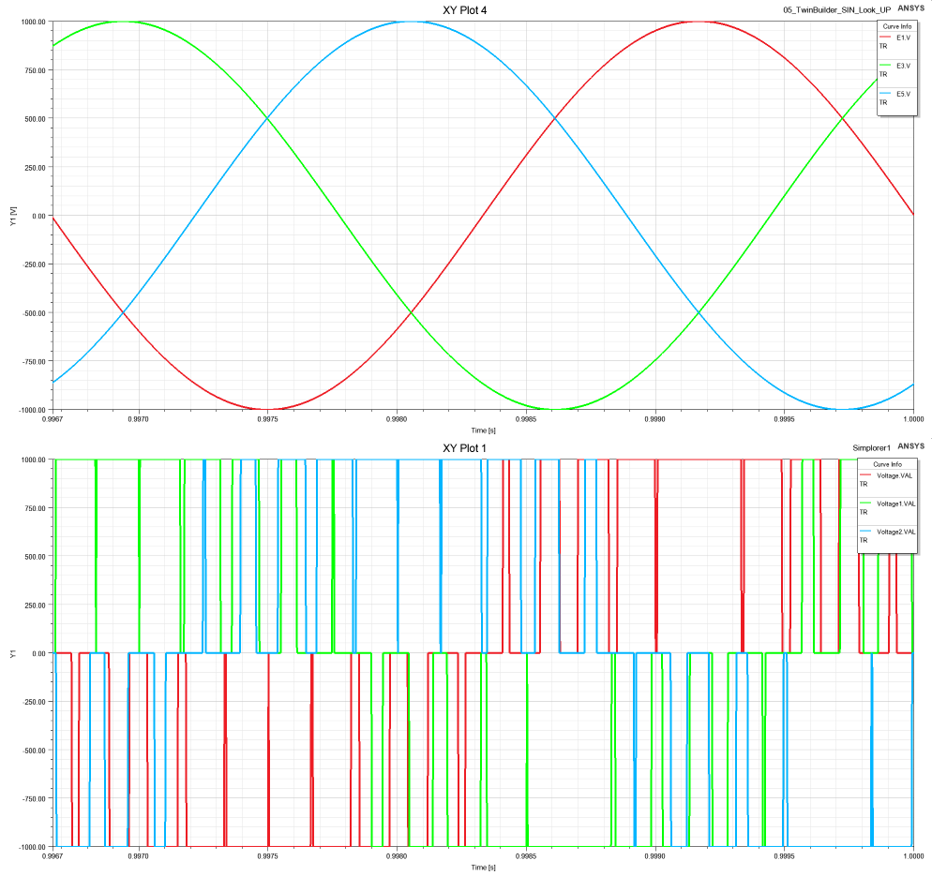 XY Plot 4
05_TwinBuilder_SIN_Look_UP ANSYS
Curve Info
E1.V
TR
E3.V
TR
E5.V
TR
1000.00
750.00
500.00
250.00
0.00
-250.00
-500.00
-750.00
-1000.00
Y1 [V]
0.9967 0.9970 0.9975 0.9980 0.9985 0.9990 0.9995 1.0000
Time [s]
XY Plot 1
Simplorer1 ANSYS
Curve Info
Voltage.VAL
TR
Voltage1.VAL
TR
Voltage2.VAL
TR
1000.00
750.00
500.00
250.00
0.00
-250.00
-500.00
-750.00
-1000.00
Y1
0.9967 0.9970 0.9975 0.9980 0.9985 0.9990 0.9995 1.0000
Time [s]